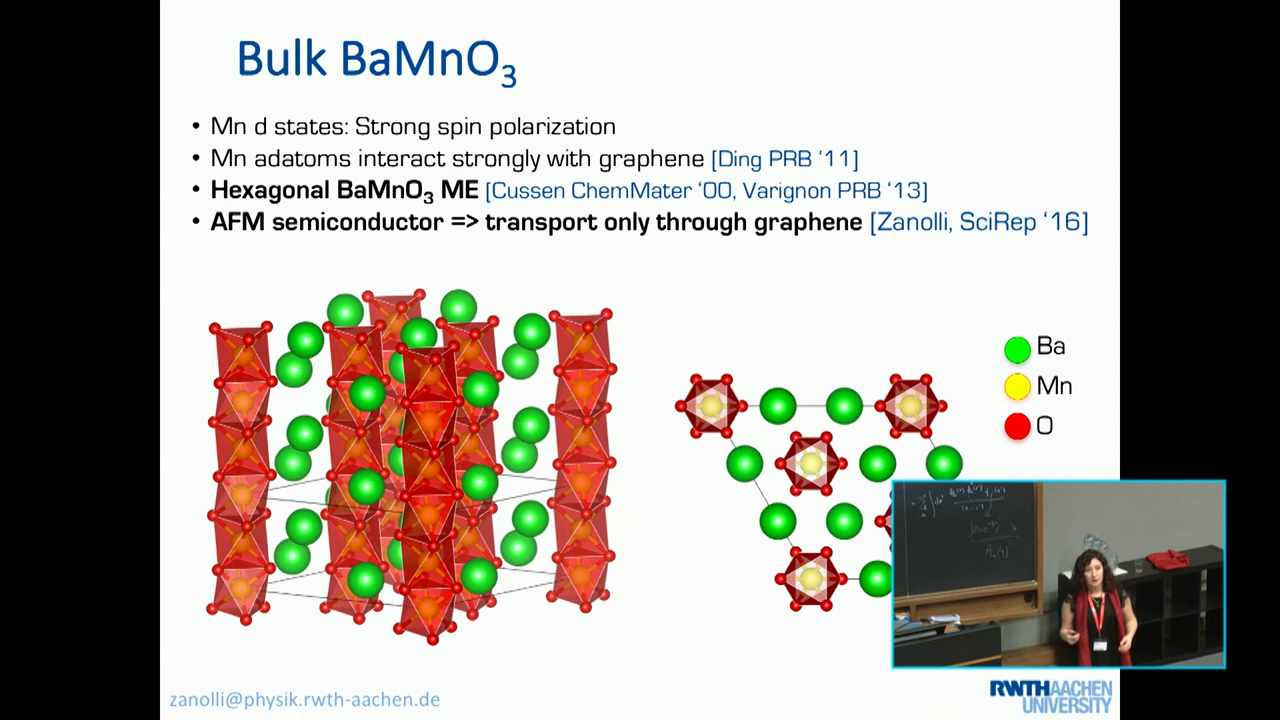 Bulk BaMnO₃
• Mn d states: Strong spin polarization
• Mn adatoms interact strongly with graphene [Ding PRB ‘11]
• Hexagonal BaMnO₃ ME [Cussen ChemMater ‘00, Varignon PRB ‘13]
• AFM semiconductor => transport only through graphene [Zanolli, SciRep ‘16]
Ba
Mn
O
zanolli@physik.rwth-aachen.de
RWTHAACHEN
UNIVERSITY